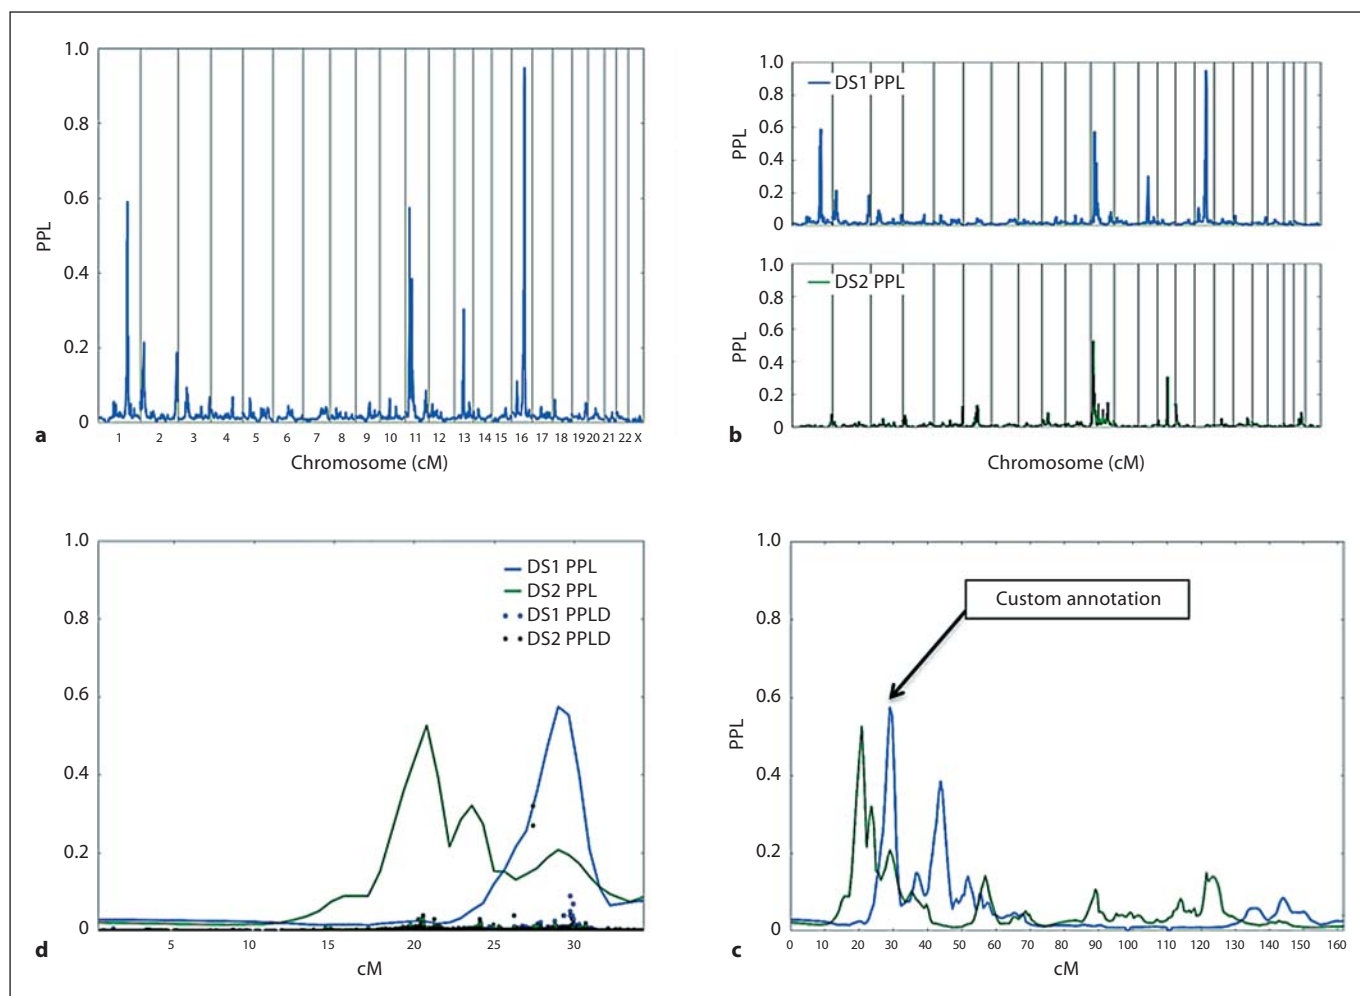 1.0
0.8
0.6
0.4
0.2
0
PPL
1 2 3 4 5 6 7 8 9 10 11 12 13 14 15 16 17 18 19 20 21 22 X
a
Chromosome (cM)
1.0
0.8
0.6
0.4
0.2
0
PPL
DS1 PPL
1.0
0.8
0.6
0.4
0.2
0
PPL
DS2 PPL
b
Chromosome (cM)
1.0
0.8
0.6
0.4
0.2
0
DS1 PPL
DS2 PPL
DS1 PPLD
DS2 PPLD
5 10 15 20 25 30
d
cM
1.0
0.8
0.6
0.4
0.2
0
PPL
Custom annotation
0 10 20 30 40 50 60 70 80 90 100 110 120 130 140 150 160
c
cM